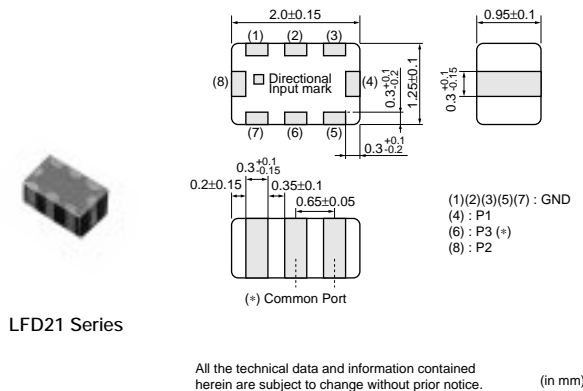 2.0±0.15
0.95±0.1
(1) (2) (3)
(8) Directional Input mark (4)
0.3+0.1-0.2
1.25±0.1
0.3+0.1-0.15
(7) (6) (5)
0.3+0.1-0.2
0.3+0.1-0.15
0.2±0.15
0.35±0.1
0.65±0.05
(1)(2)(3)(5)(7) : GND
(4) : P1
(6) : P3 (*)
(8) : P2
(*) Common Port
LFD21 Series
All the technical data and information contained
herein are subject to change without prior notice.
(in mm)